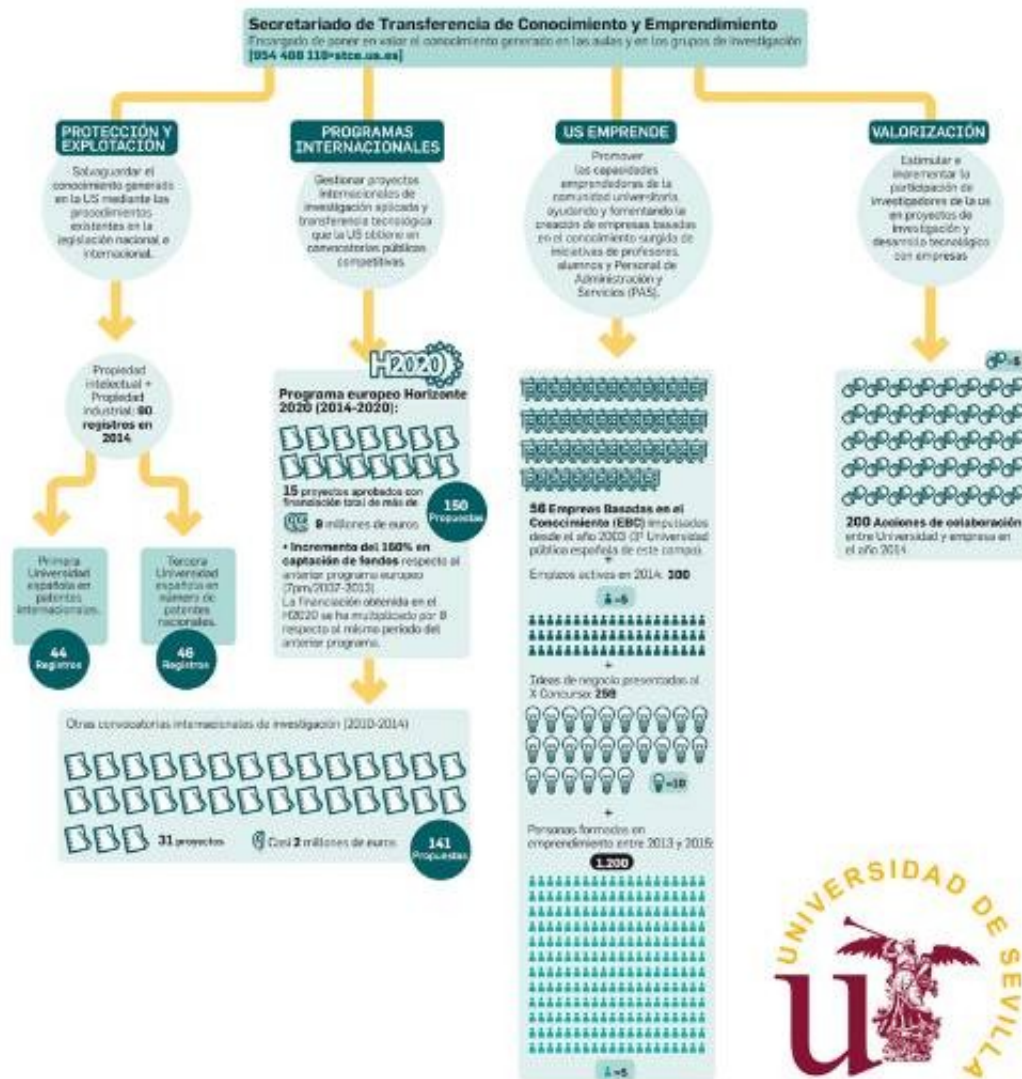 Secretariado de Transferencia de Conocimiento y Emprendimiento
Encargado de poner en valor el conocimiento generado en las aulas y en los grupos de investigación
PROTECCIÓN Y
EXPLOTACIÓN
Salvaguardar el
conocimiento generado
en la US mediante los
procedimientos
existentes en la
legislación nacional e
internacional.
Propiedad
intelectual +
Propiedad
industrial:
registros en
2014
Primera
Universidad
española en
patentes
internacionales.
44
Registros
Tercera
Universidad
española en
número de
patentes
nacionales.
46
Registros
PROGRAMAS
INTERNACIONALES
Gestionar proyectos
internacionales de
investigación aplicada y
transferencia tecnológica
que la US obtiene en
convocatorias públicas
competitivas.
H2020
Programa europeo Horizonte
2020 (2014-2020):
15 proyectos aprobados con
financiación total de más de
millones de euros
150
Propuestas
• Incremento del 160% en
captación de fondos respecto al
anterior programa europeo
(7pm/2007-2013)
La financiación obtenida en el
H2020 se ha multiplicado por 8
respecto al mismo período del
anterior programa.
Otras convocatorias internacionales de investigación (2010-2014)
31 proyectos
Casi 2 millones de euros
141
Propuestas
US EMPRENDE
Promover
las capacidades
emprendedoras de la
comunidad universitaria,
ayudando y fomentando la
creación de empresas basadas
en el conocimiento surgida de
iniciativas de profesores,
alumnos y Personal de
Administración y
Servicios (PAS).
56 Empreas Basadas en el
Conocimiento (EBC) impulsadas
desde el año 2003 (3ª Universidad
pública española de este campo).
+
Empleos activos en 2014: 300
=5
+
Ideas de negocio presentadas al
X Concurso:
=10
+
Personas formadas en
emprendimiento entre 2013 y 2015:
1.200
=5
VALORIZACIÓN
Estimular e
incrementar la
participación de
investigadores de la us
en proyectos de
investigación y
desarrollo tecnológico
con empresas
=5
200 Acciones de colaboración
entre Universidad y empresa en
el año 2014
UNIVERSIDAD DE SEVILLA
u